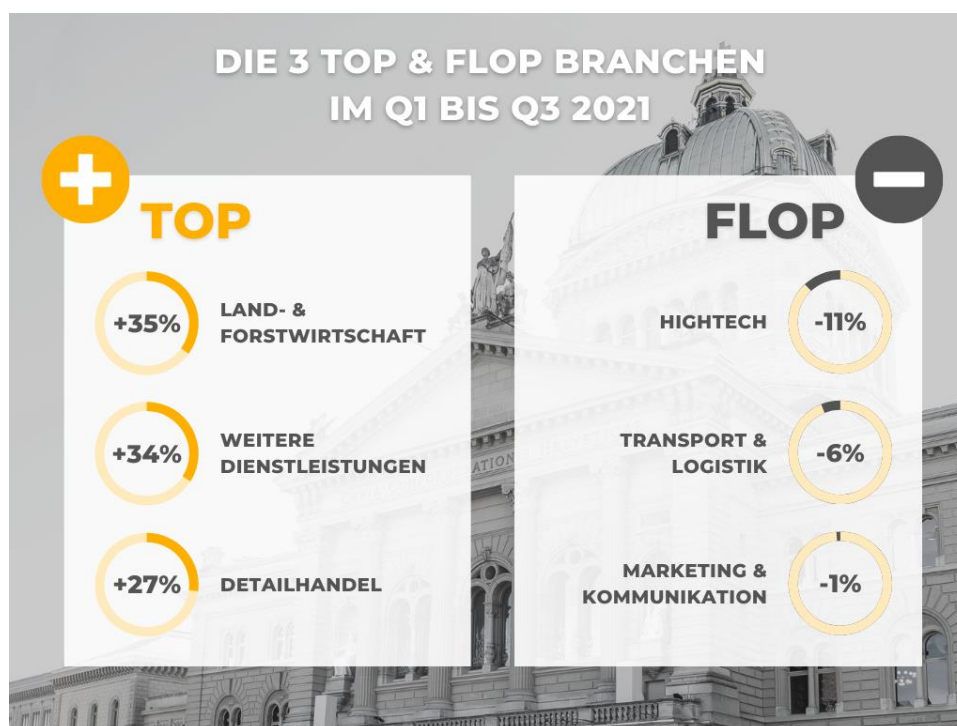 DIE 3 TOP & FLOP BRANCHEN
IM Q1 BIS Q3 2021
TOP
+35%
LAND- &
FORSTWIRTSCHAFT
+34%
WEITERE
DIENSTLEISTUNGEN
+27%
DETAILHANDEL
FLOP
HIGHTECH
-11%
TRANSPORT &
LOGISTIK
-6%
MARKETING &
KOMMUNIKATION
-1%